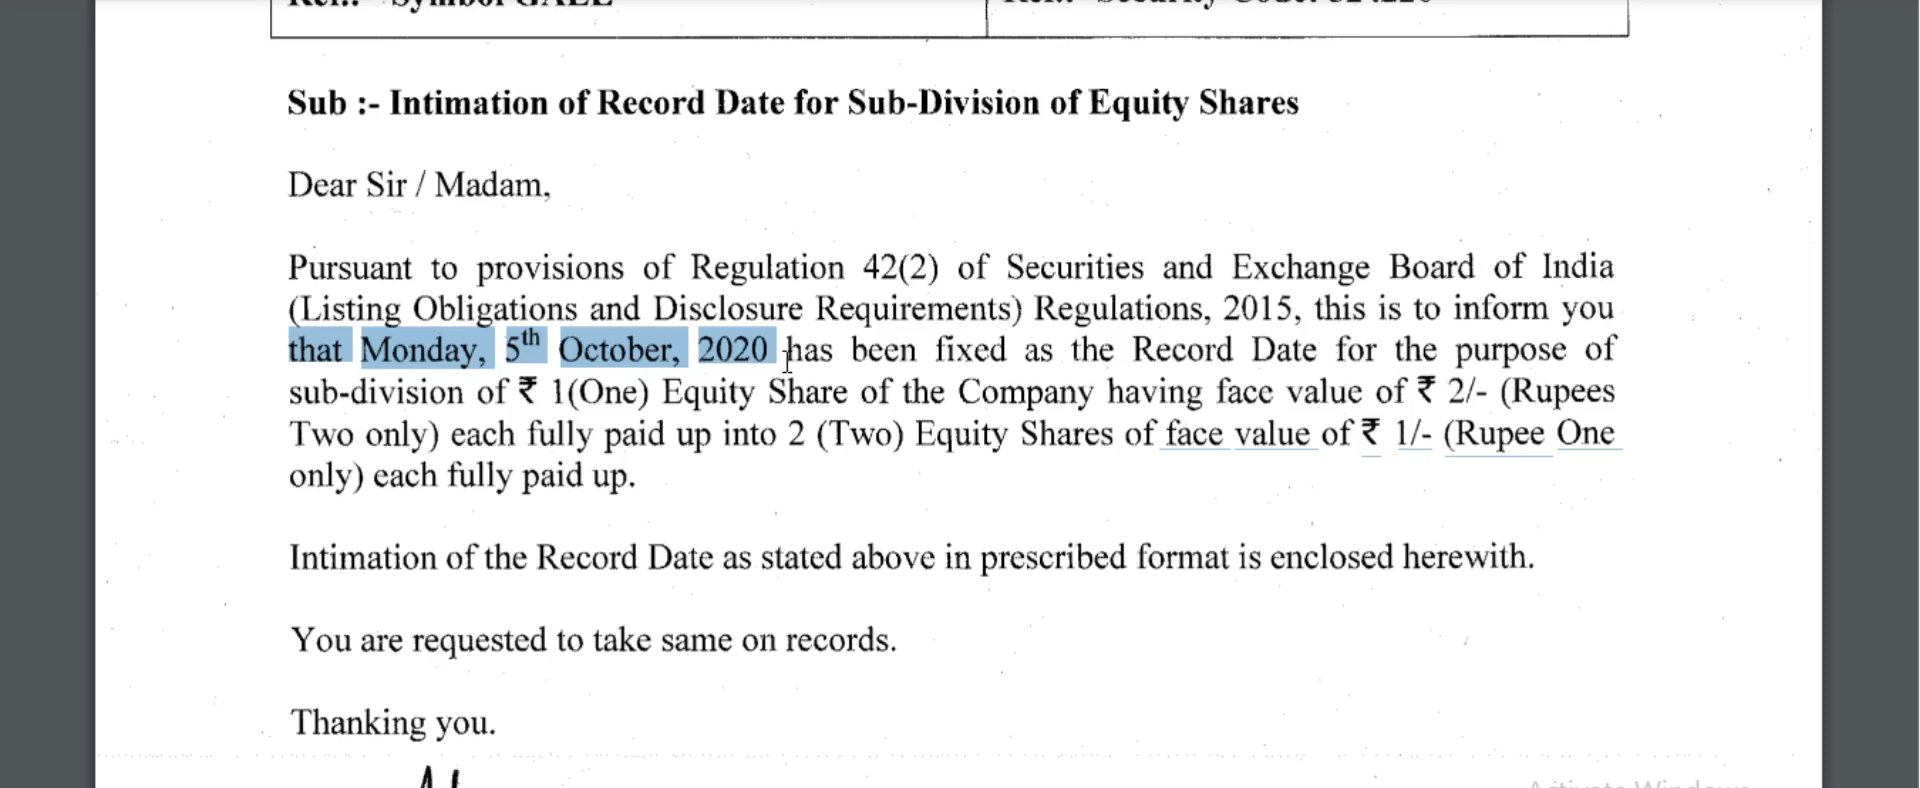 Sub :- Intimation of Record Date for Sub-Division of Equity Shares
Dear Sir / Madam,
Pursuant to provisions of Regulation 42(2) of Securities and Exchange Board of India
(Listing Obligations and Disclosure Requirements) Regulations, 2015, this is to inform you
that Monday, 5th October, 2020 has been fixed as the Record Date for the purpose of
sub-division of ₹ 1(One) Equity Share of the Company having face value of ₹ 2/- (Rupees
Two only) each fully paid up into 2 (Two) Equity Shares of face value of ₹ 1/- (Rupee One
only) each fully paid up.
Intimation of the Record Date as stated above in prescribed format is enclosed herewith.
You are requested to take same on records.
Thanking you.